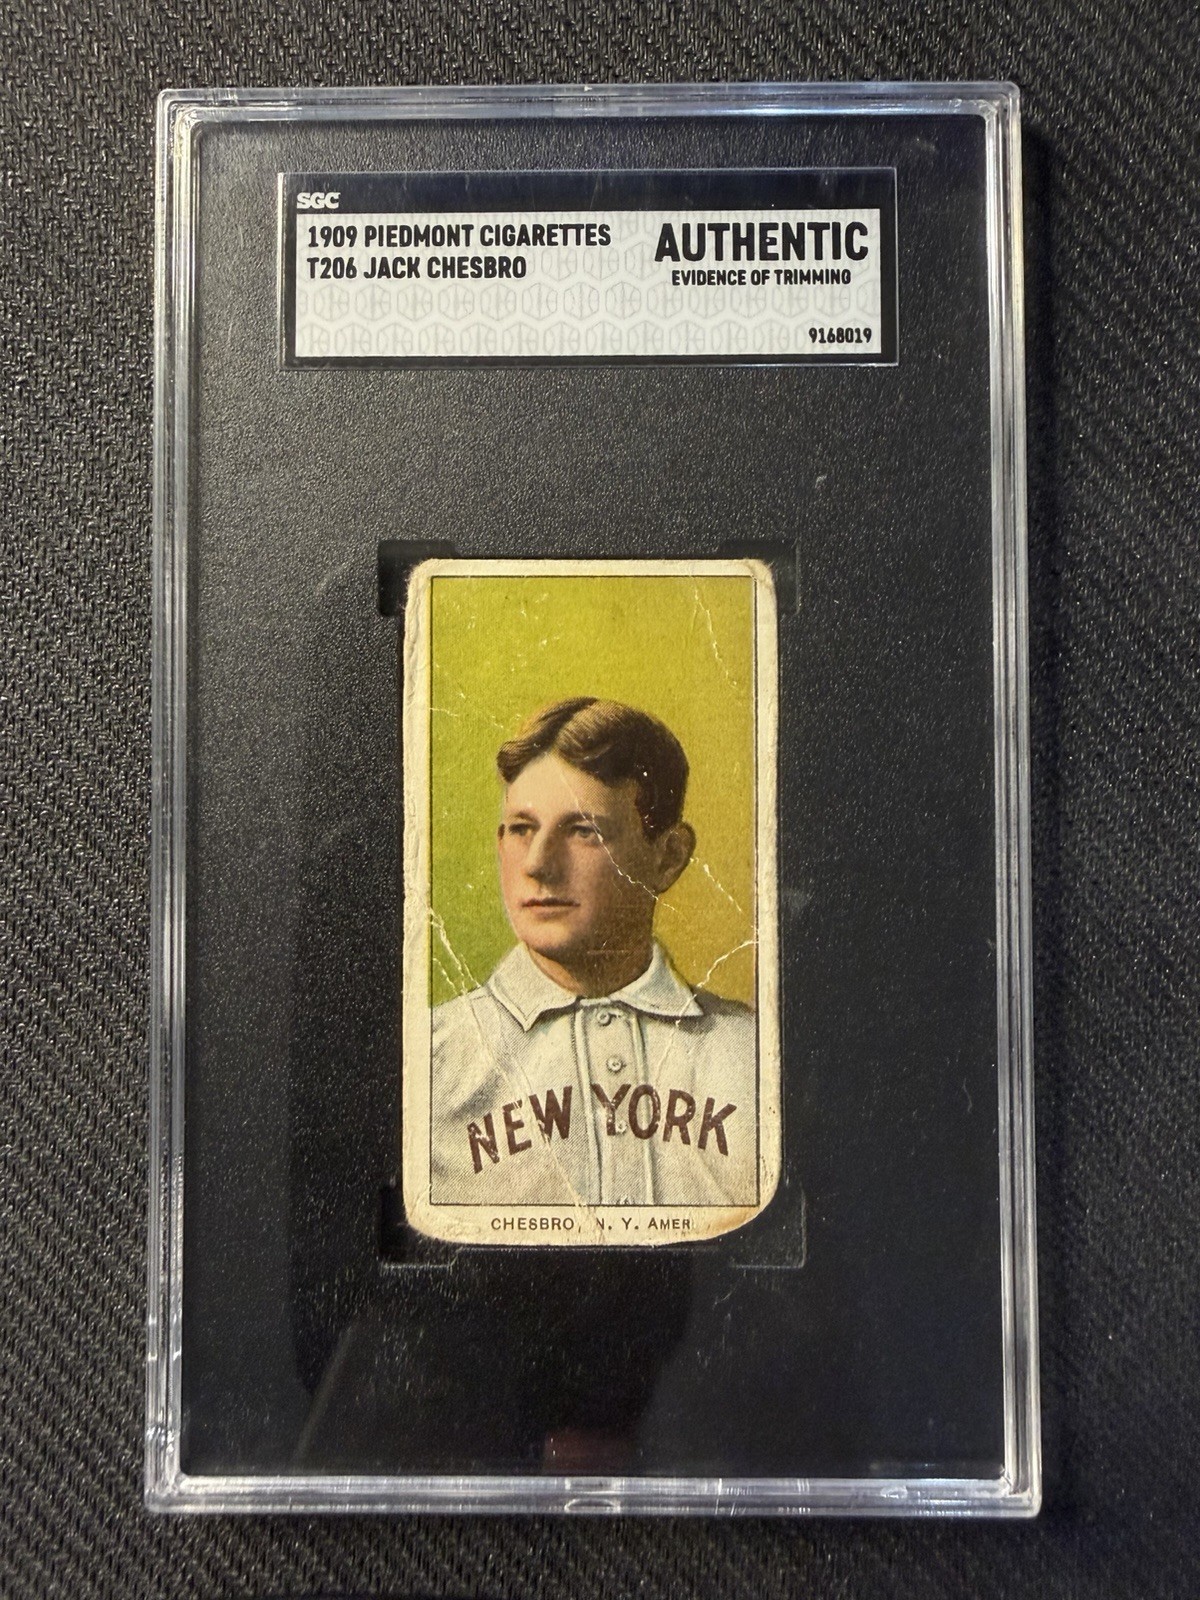 SGC
1909 PIEDMONT CIGARETTES
T206 JACK CHESBRO
AUTHENTIC
EVIDENCE OF TRIMMING
9168019
NEW YORK
CHESBRO, N. Y. AMER